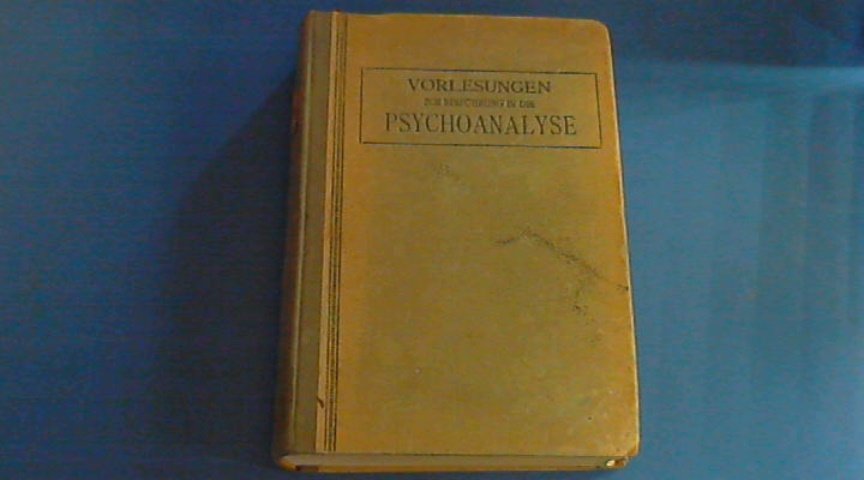 VORLESUNGEN
ZUR EINFÜHRUNG IN DIE
PSYCHOANALYSE